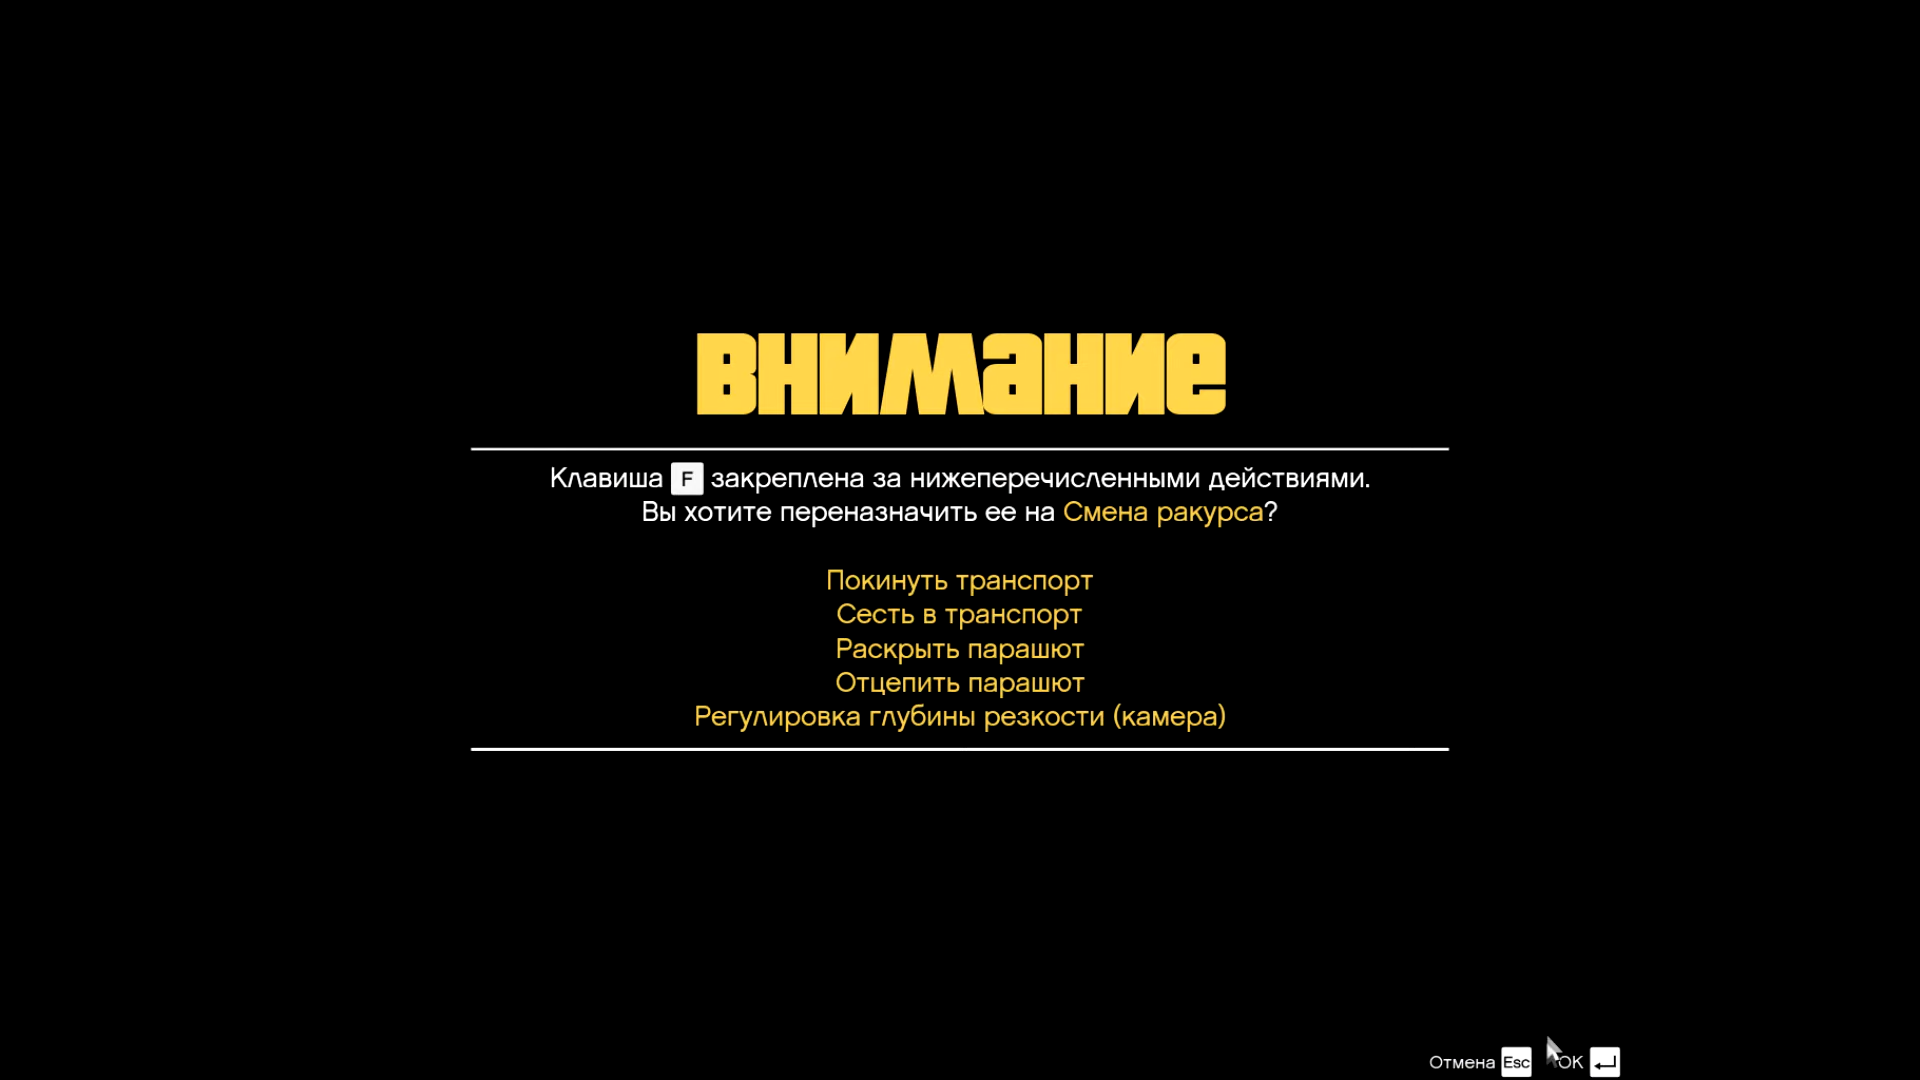 внимание
Клавиша F закреплена за нижеперечисленными действиями.
Вы хотите переназначить ее на Смена ракурса?
Покинуть транспорт
Сесть в транспорт
Раскрыть парашют
Отцепить парашют
Регулировка глубины резкости (камера)
Отмена Esc OK ↵